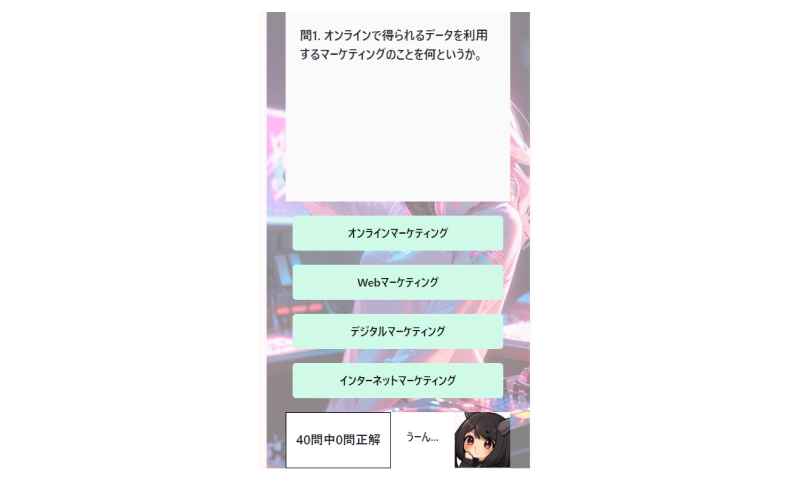 問1. オンラインで得られるデータを利用
するマーケティングのことを何というか。
オンラインマーケティング
Webマーケティング
デジタルマーケティング
インターネットマーケティング
40問中0問正解
うーん...